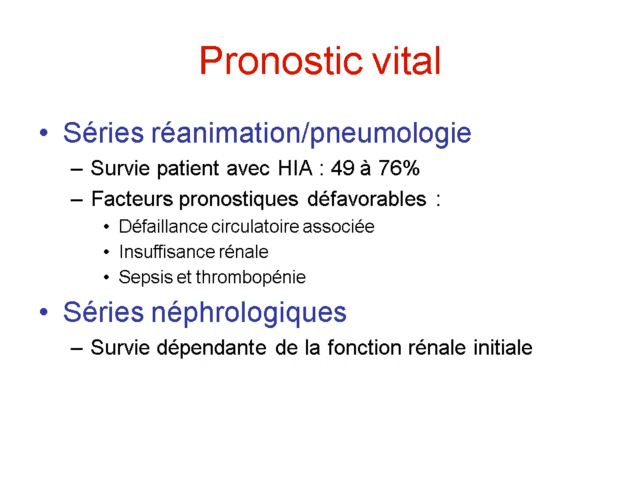 Pronostic vital
• Séries réanimation/pneumologie
– Survie patient avec HIA : 49 à 76%
– Facteurs pronostiques défavorables :
• Défaillance circulatoire associée
• Insuffisance rénale
• Sepsis et thrombopénie
• Séries néphrologiques
– Survie dépendante de la fonction rénale initiale